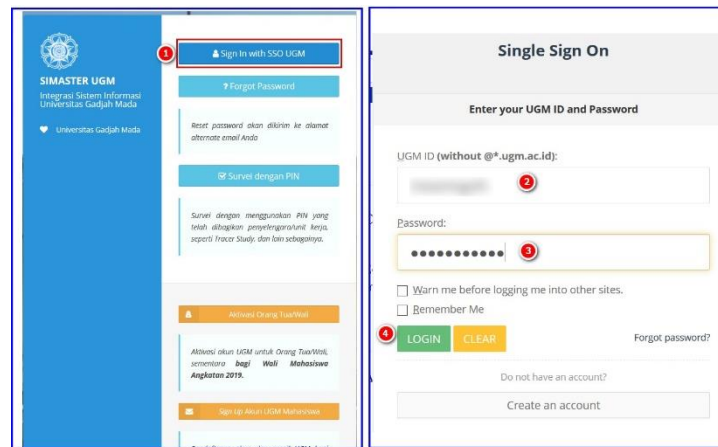 SIMASTER UGM
Integrasi Sistem Informasi
Universitas Gadjah Mada
Universitas Gadjah Mada
1
Sign In with SSO UGM
? Forgot Password
Reset password akan dikirim ke alamat
alternate email Anda
Survei dengan PIN
Survei dengan menggunakan PIN yang
telah dibagikan penyelengara/unit kerja,
seperti Tracer Study, dan lain sebagainya.
Aktivasi Orang Tua/Wali
Aktivasi akun UGM untuk Orang Tua/Wali,
sementara bagi Wali Mahasiswa
Angkatan 2019.
Sign Up Akun UGM Mahasiswa
Single Sign On
Enter your UGM ID and Password
UGM ID (without @*.ugm.ac.id):
2
Password:
3
Warn me before logging me into other sites.
Remember Me
4
LOGIN
CLEAR
Forgot password?
Do not have an account?
Create an account